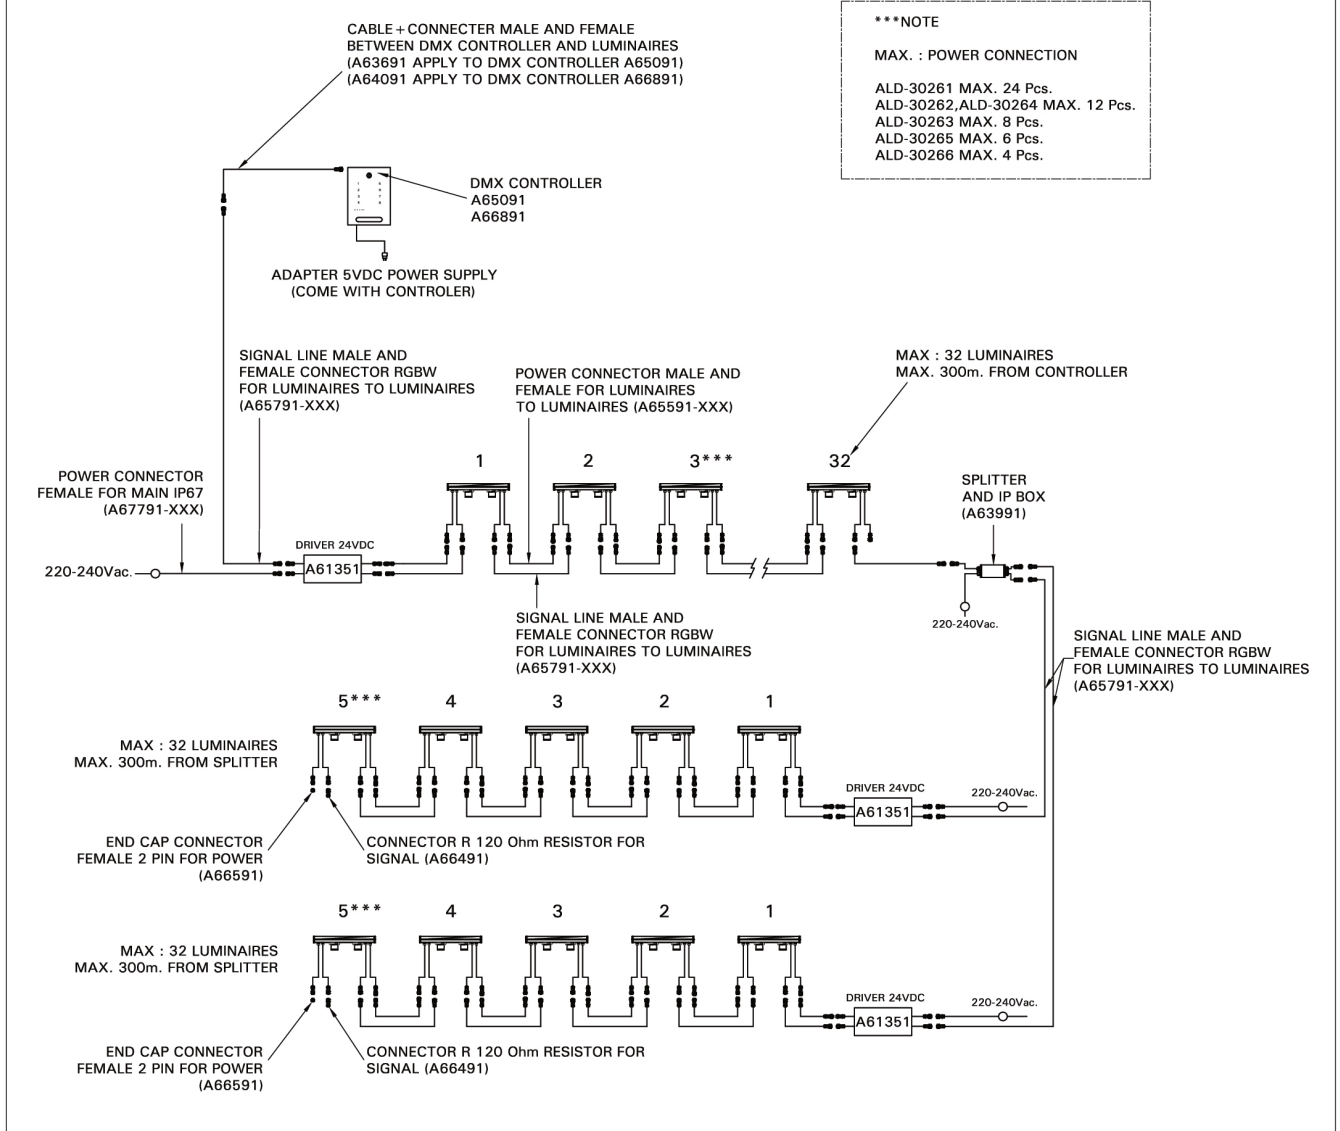 CABLE+CONNECTER MALE AND FEMALE
BETWEEN DMX CONTROLLER AND LUMINAIRES
(A63691 APPLY TO DMX CONTROLLER A65091)
(A64091 APPLY TO DMX CONTROLLER A66891)
***NOTE
MAX. : POWER CONNECTION
ALD-30261 MAX. 24 Pcs.
ALD-30262,ALD-30264 MAX. 12 Pcs.
ALD-30263 MAX. 8 Pcs.
ALD-30265 MAX. 6 Pcs.
ALD-30266 MAX. 4 Pcs.
DMX CONTROLLER
A65091
A66891
ADAPTER 5VDC POWER SUPPLY
(COME WITH CONTROLER)
SIGNAL LINE MALE AND
FEMALE CONNECTOR RGBW
FOR LUMINAIRES TO LUMINAIRES
(A65791-XXX)
POWER CONNECTOR MALE AND
FEMALE FOR LUMINAIRES
TO LUMINAIRES (A65591-XXX)
MAX : 32 LUMINAIRES
MAX. 300m. FROM CONTROLLER
1
2
3***
32
POWER CONNECTOR
FEMALE FOR MAIN IP67
(A67791-XXX)
SPLITTER
AND IP BOX
(A63991)
DRIVER 24VDC
A61351
220-240Vac.
220-240Vac.
SIGNAL LINE MALE AND
FEMALE CONNECTOR RGBW
FOR LUMINAIRES TO LUMINAIRES
(A65791-XXX)
SIGNAL LINE MALE AND
FEMALE CONNECTOR RGBW
FOR LUMINAIRES TO LUMINAIRES
(A65791-XXX)
5***
4
3
2
1
MAX : 32 LUMINAIRES
MAX. 300m. FROM SPLITTER
DRIVER 24VDC
A61351
220-240Vac.
END CAP CONNECTOR
FEMALE 2 PIN FOR POWER
(A66591)
CONNECTOR R 120 Ohm RESISTOR FOR
SIGNAL (A66491)
5***
4
3
2
1
MAX : 32 LUMINAIRES
MAX. 300m. FROM SPLITTER
DRIVER 24VDC
A61351
220-240Vac.
END CAP CONNECTOR
FEMALE 2 PIN FOR POWER
(A66591)
CONNECTOR R 120 Ohm RESISTOR FOR
SIGNAL (A66491)